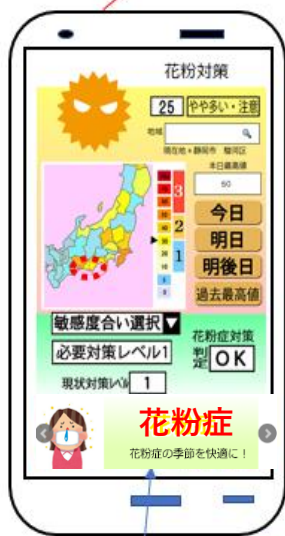 花粉対策
25 やや多い・注意
地域
現在地●静岡市 駿河区
本日最高値
60
3
2
1
今日
明日
明後日
過去最高値
敏感度合い選択▼
必要対策レベル1
花粉症対策
判定 OK
現状対策レベル 1
花粉症
花粉症の季節を快適に!